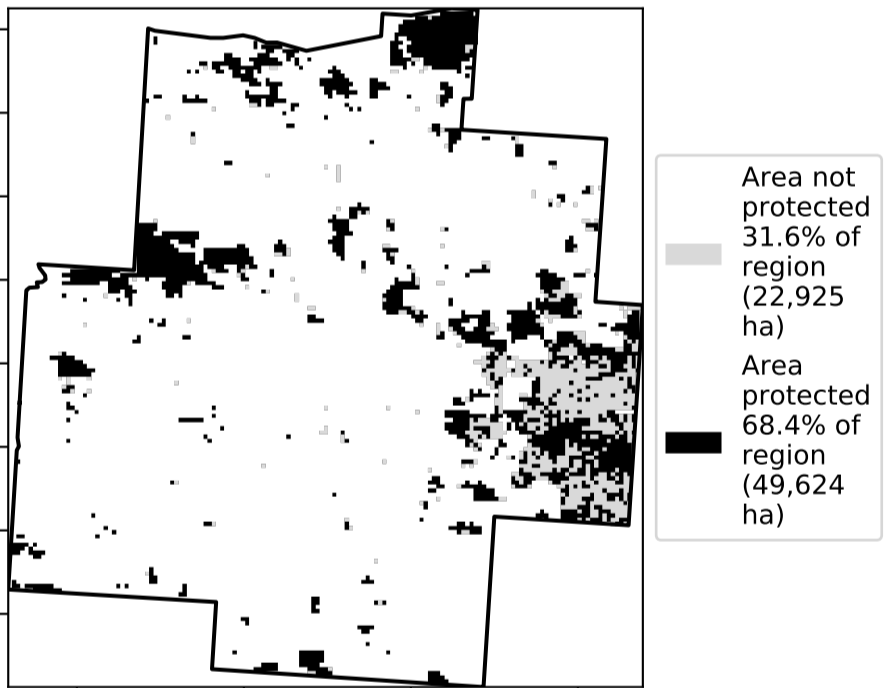 Area not
protected
31.6% of
region
(22,925
ha)
Area
protected
68.4% of
region
(49,624
ha)